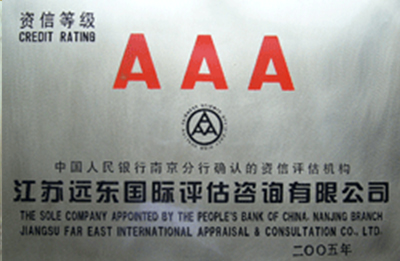 资信等级
CREDIT RATING
AAA
中国人民银行南京分行确认的资信评估机构
江苏远东国际评估咨询有限公司
THE SOLE COMPANY APPOINTED BY THE PEOPLE'S BANK OF CHINA, NANJING BRANCH
JIANGSU FAR EAST INTERNATIONAL APPRAISAL & CONSULTATION CO., LTD.
二〇〇五年